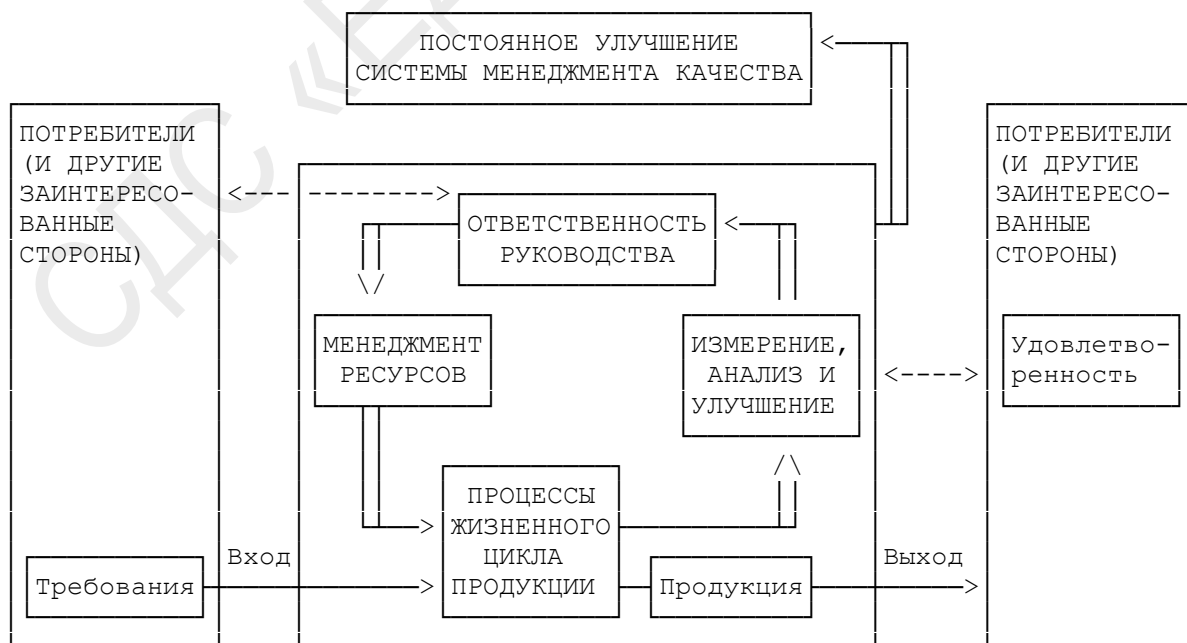 ПОСТОЯННОЕ УЛУЧШЕНИЕ
СИСТЕМЫ МЕНЕДЖМЕНТА КАЧЕСТВА
ПОТРЕБИТЕЛИ
(И ДРУГИЕ
ЗАИНТЕРЕСО-
ВАННЫЕ
СТОРОНЫ)
ПОТРЕБИТЕЛИ
(И ДРУГИЕ
ЗАИНТЕРЕСО-
ВАННЫЕ
СТОРОНЫ)
ОТВЕТСТВЕННОСТЬ
РУКОВОДСТВА
МЕНЕДЖМЕНТ
РЕСУРСОВ
ИЗМЕРЕНИЕ,
АНАЛИЗ И
УЛУЧШЕНИЕ
Удовлетво-
ренность
ПРОЦЕССЫ
ЖИЗНЕННОГО
ЦИКЛА
ПРОДУКЦИИ
Вход
Требования
Продукция
Выход
СДС